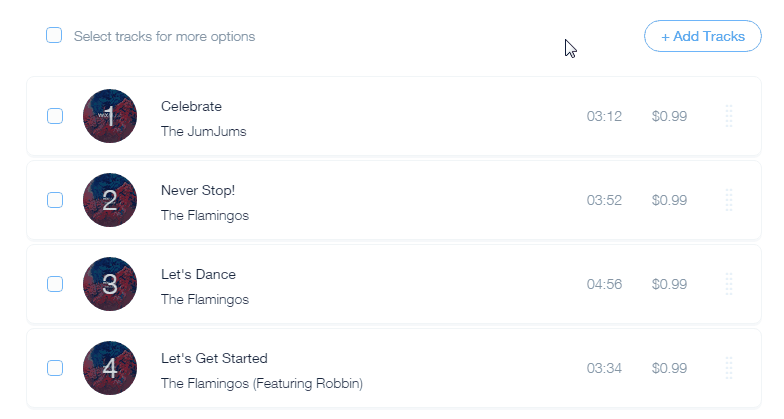 Select tracks for more options
+ Add Tracks
1
Celebrate
The JumJums
03:12
$0.99
2
Never Stop!
The Flamingos
03:52
$0.99
3
Let's Dance
The Flamingos
04:56
$0.99
4
Let's Get Started
The Flamingos (Featuring Robbin)
03:34
$0.99